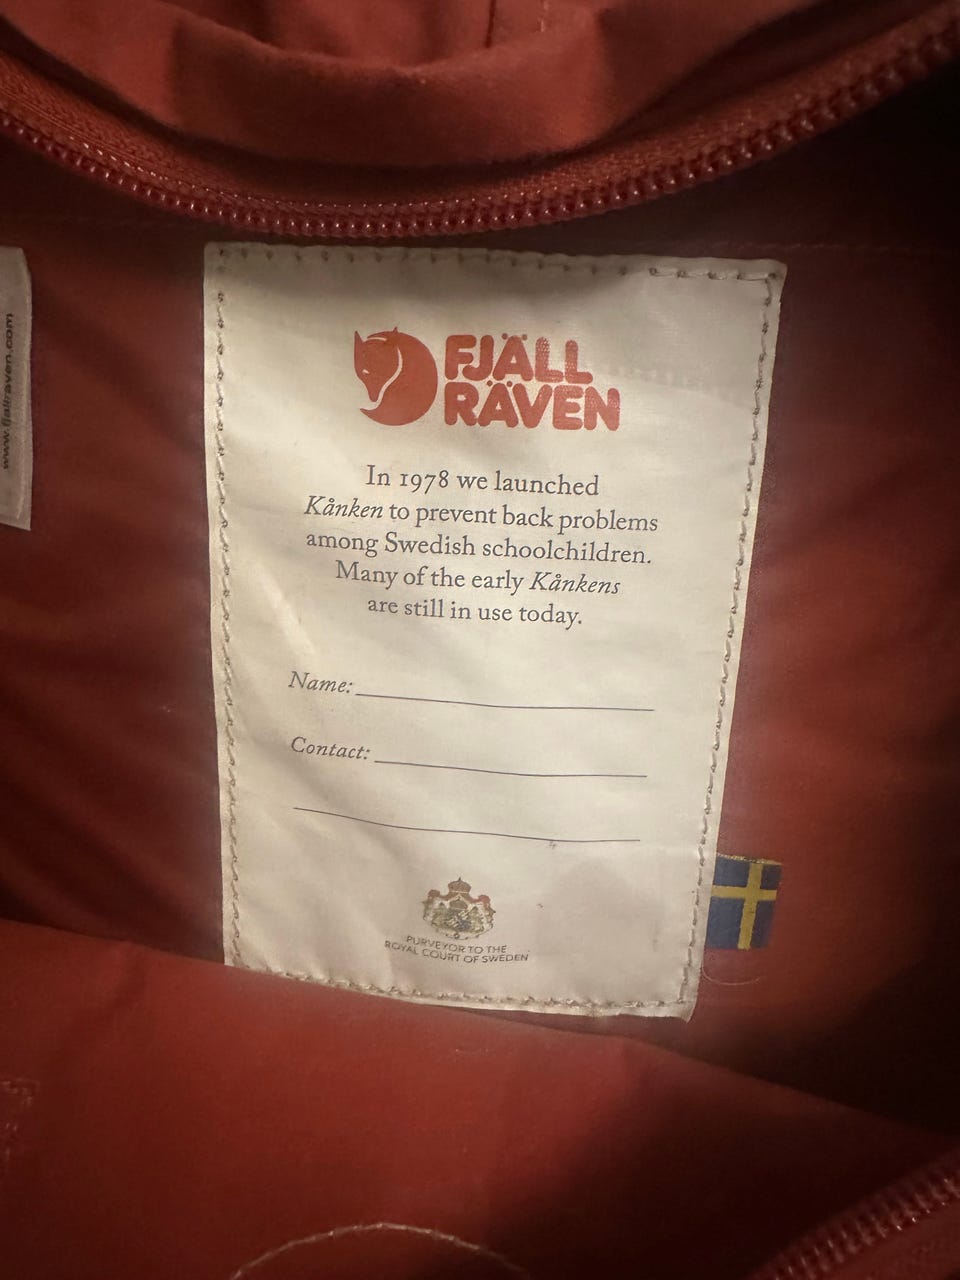 www.fjallraven.com
FJÄLL
RÄVEN
In 1978 we launched
Kånken to prevent back problems
among Swedish schoolchildren.
Many of the early Kånkens
are still in use today.
Name:
Contact:
PURVEYOR TO THE
ROYAL COURT OF SWEDEN